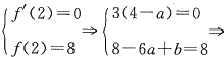 {f′(2)=0 ⇒ {3(4−a)=0 ⇒
f(2)=8 8−6a+b=8